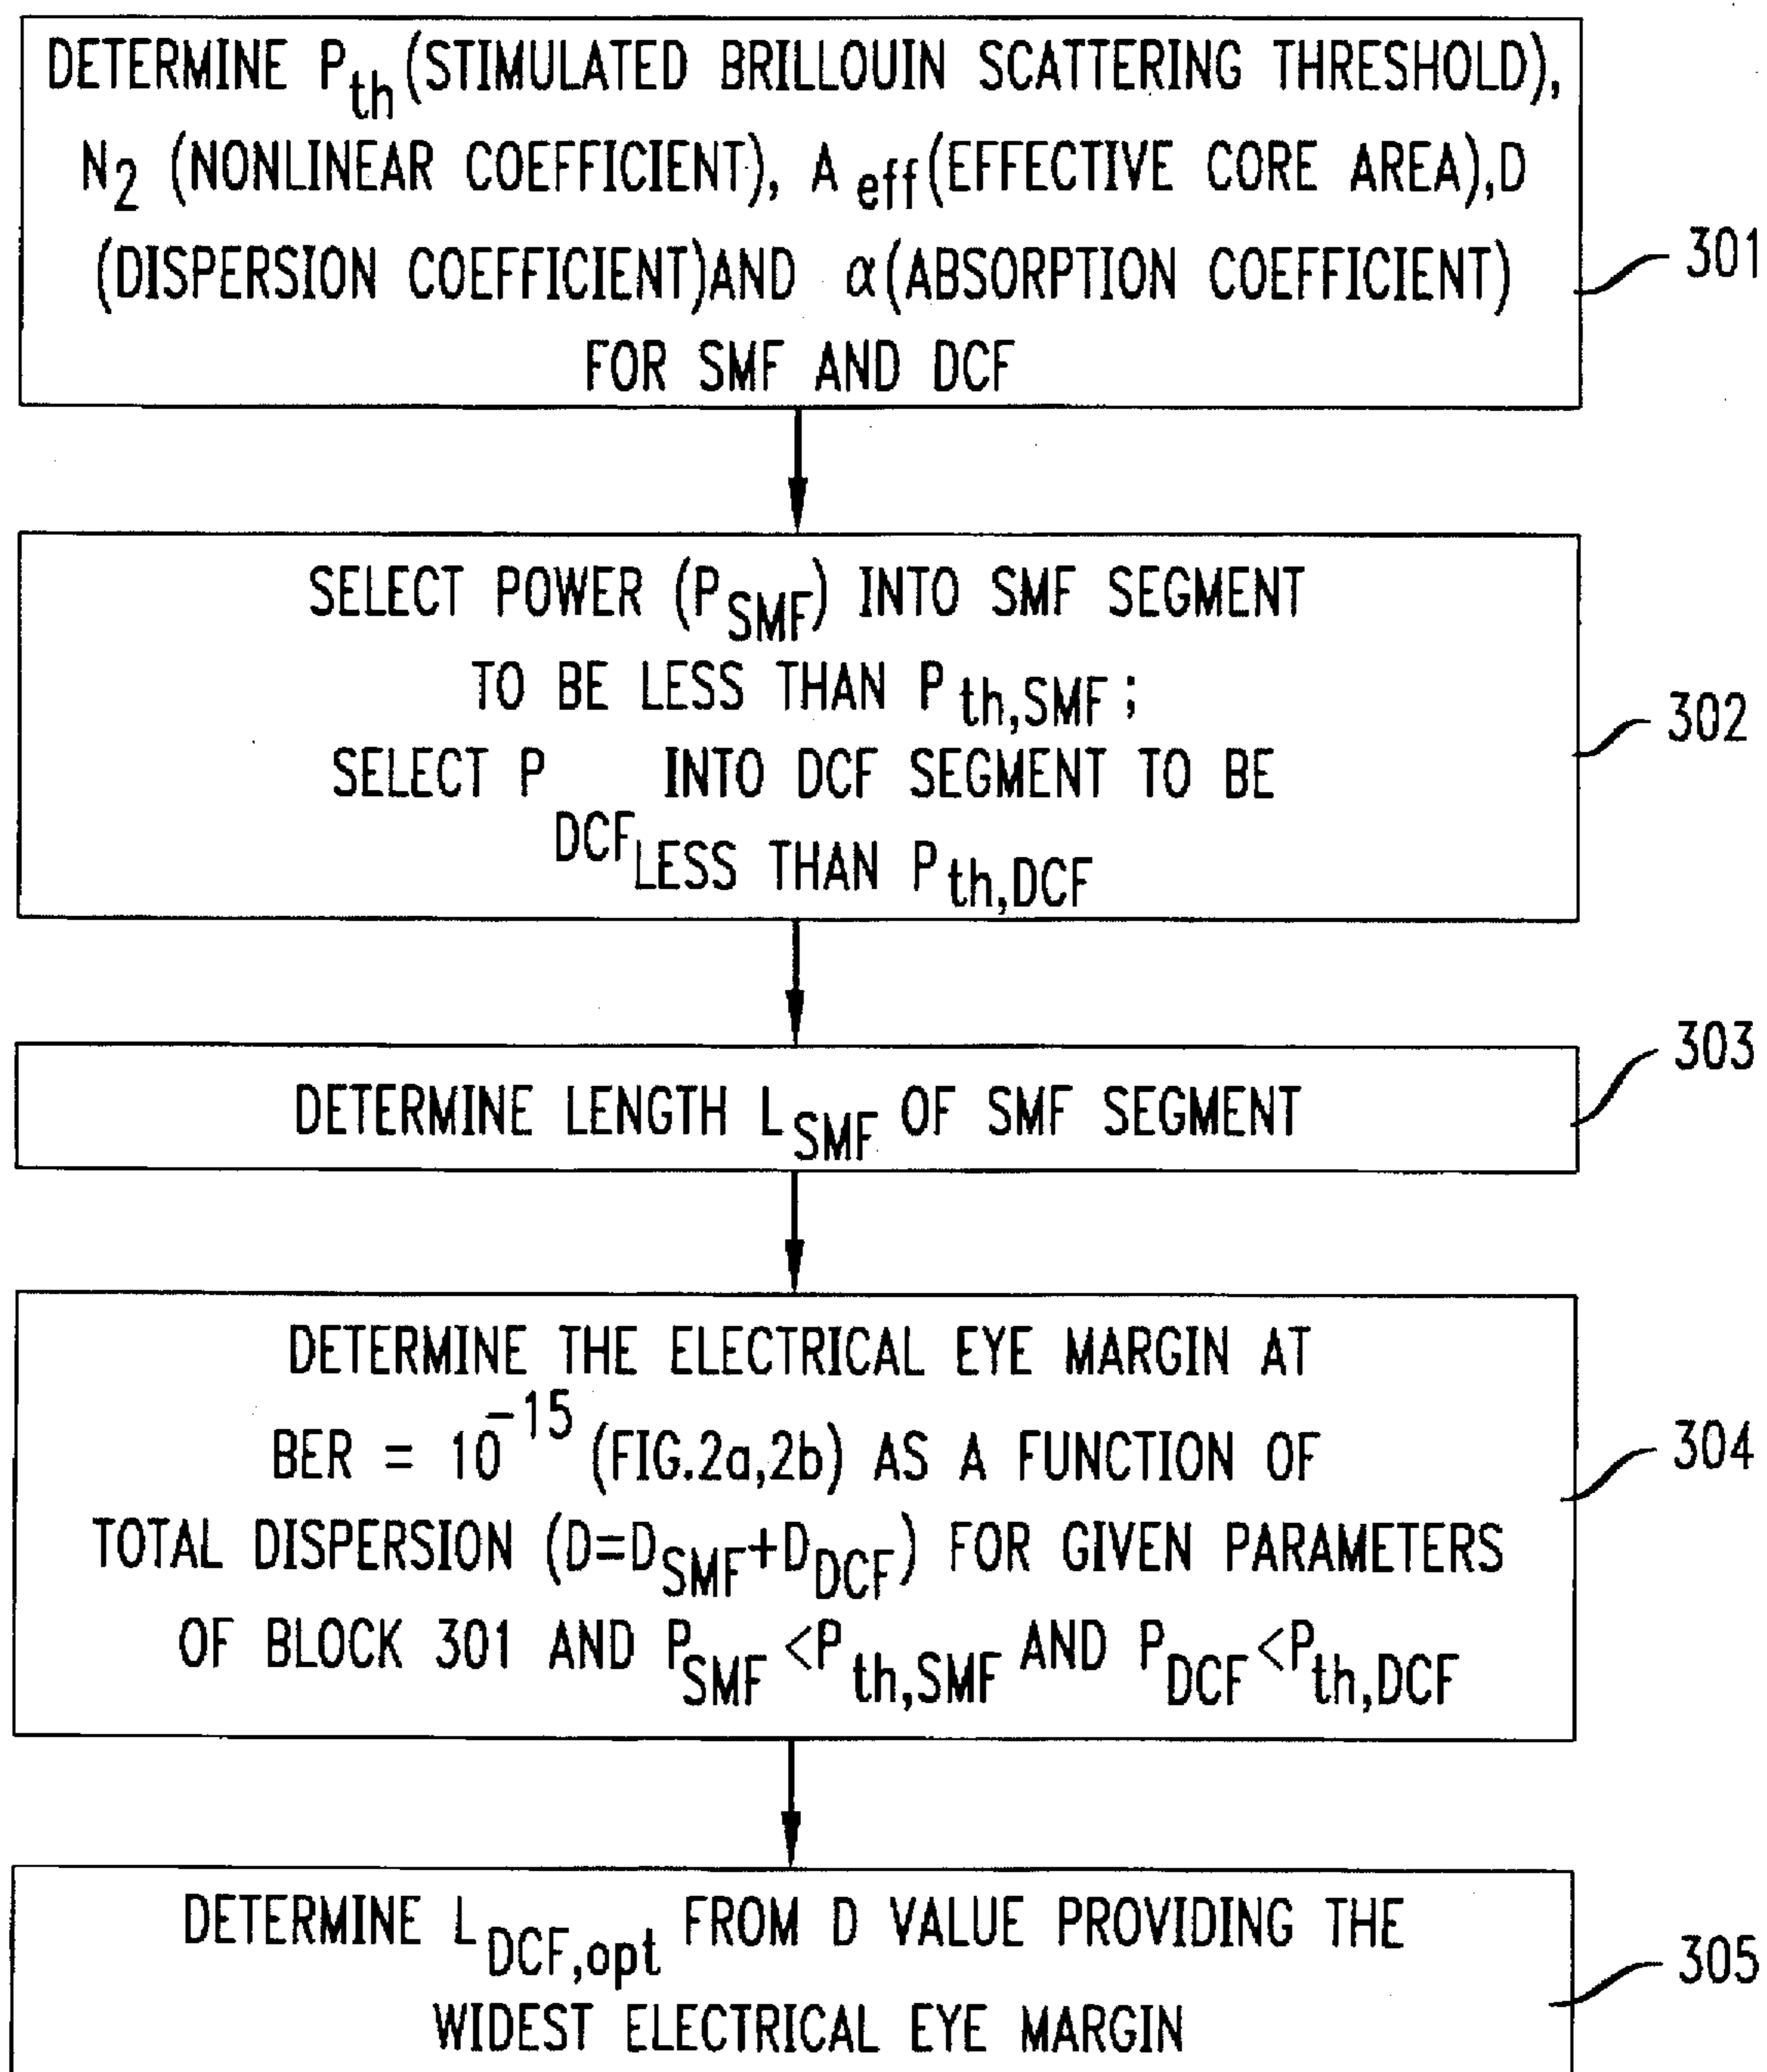 DETERMINE Pth (STIMULATED BRILLOUIN SCATTERING THRESHOLD),
N2 (NONLINEAR COEFFICIENT), A eff (EFFECTIVE CORE AREA),D
(DISPERSION COEFFICIENT)AND α(ABSORPTION COEFFICIENT)
FOR SMF AND DCF
301
SELECT POWER (PSMF) INTO SMF SEGMENT
TO BE LESS THAN Pth,SMF ;
SELECT P INTO DCF SEGMENT TO BE
DCF LESS THAN Pth,DCF
302
DETERMINE LENGTH LSMF OF SMF SEGMENT
303
DETERMINE THE ELECTRICAL EYE MARGIN AT
BER = 10^-15 (FIG.2a,2b) AS A FUNCTION OF
TOTAL DISPERSION (D=DSMF+DDCF) FOR GIVEN PARAMETERS
OF BLOCK 301 AND PSMF <Pth,SMF AND PDCF <Pth,DCF
304
DETERMINE LDCF,opt FROM D VALUE PROVIDING THE
WIDEST ELECTRICAL EYE MARGIN
305